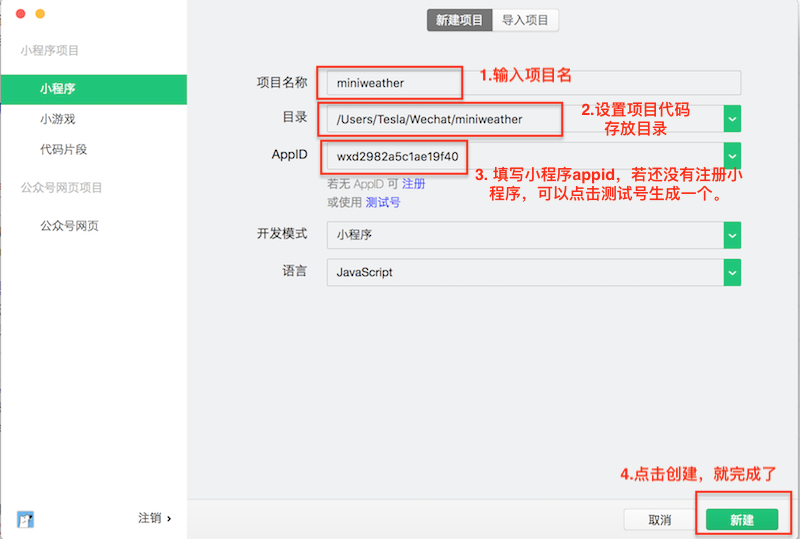 新建项目 导入项目
小程序项目
小程序
小游戏
代码片段
公众号网页项目
公众号网页
项目名称 miniweather
1.输入项目名
目录 /Users/Tesla/Wechat/miniweather
2.设置项目代码
存放目录
AppID wxd2982a5c1ae19f40
3. 填写小程序appid，若还没有注册小
程序，可以点击测试号生成一个。
若无 AppID 可 注册
或使用 测试号
开发模式 小程序
语言 JavaScript
4.点击创建，就完成了
注销 ›
取消 新建